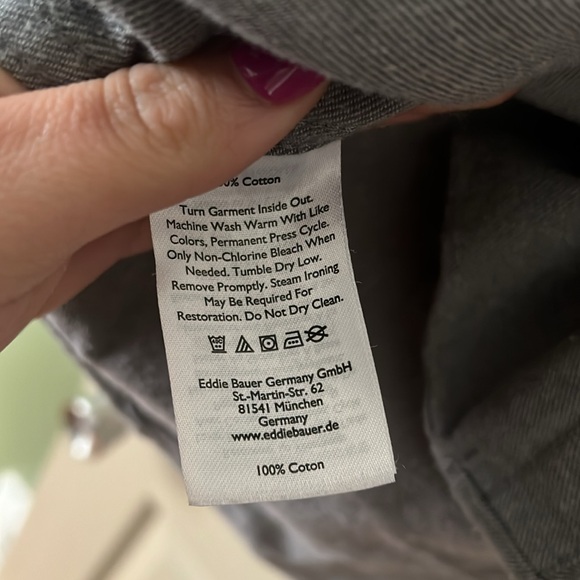 % Cotton
Turn Garment Inside Out.
Machine Wash Warm With Like
Colors, Permanent Press Cycle.
Only Non-Chlorine Bleach When
Needed. Tumble Dry Low.
Remove Promptly. Steam Ironing
May Be Required For
Restoration. Do Not Dry Clean.
Eddie Bauer Germany GmbH
St.-Martin-Str. 62
81541 München
Germany
www.eddiebauer.de
100% Coton